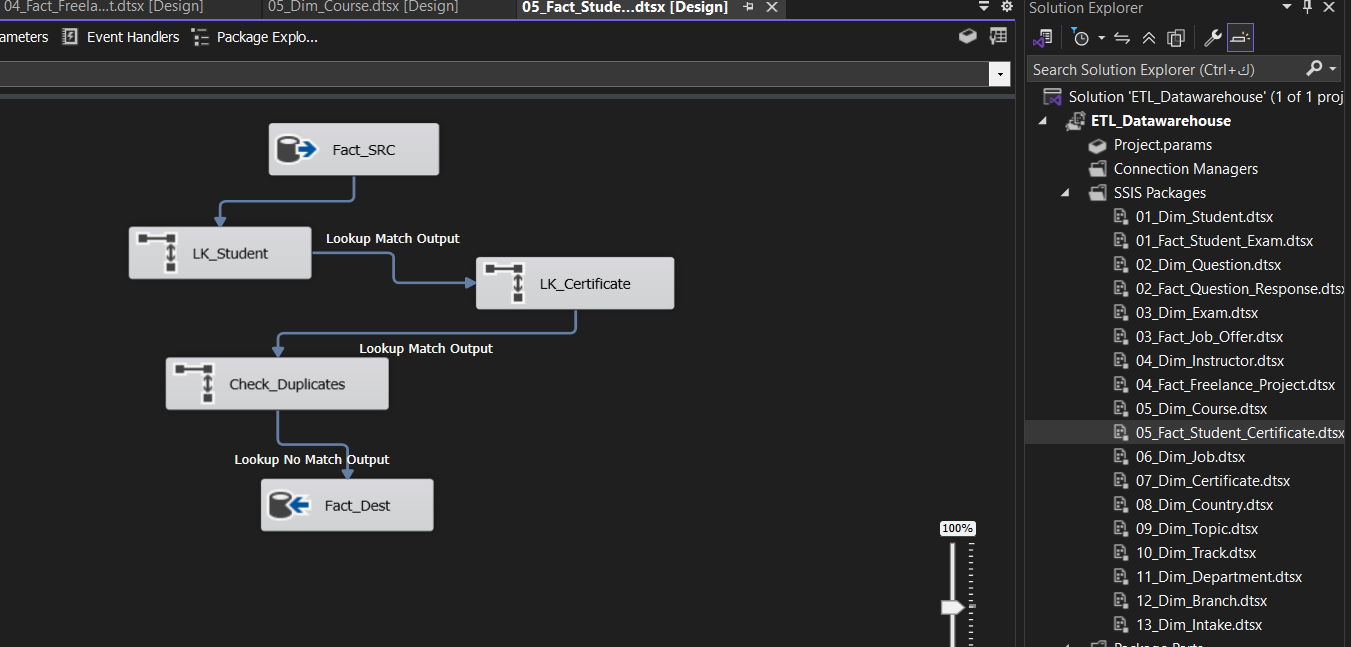 04_Fact_Freela...t.dtsx [Design]
05_Dim_Course.dtsx [Design]
05_Fact_Stude...dtsx [Design]
ameters
Event Handlers
Package Explo...
Fact_SRC
LK_Student
Lookup Match Output
LK_Certificate
Lookup Match Output
Check_Duplicates
Lookup No Match Output
Fact_Dest
100%
Solution Explorer
Search Solution Explorer (Ctrl+ك)
Solution 'ETL_Datawarehouse' (1 of 1 proj
ETL_Datawarehouse
Project.params
Connection Managers
SSIS Packages
01_Dim_Student.dtsx
01_Fact_Student_Exam.dtsx
02_Dim_Question.dtsx
02_Fact_Question_Response.dtsx
03_Dim_Exam.dtsx
03_Fact_Job_Offer.dtsx
04_Dim_Instructor.dtsx
04_Fact_Freelance_Project.dtsx
05_Dim_Course.dtsx
05_Fact_Student_Certificate.dtsx
06_Dim_Job.dtsx
07_Dim_Certificate.dtsx
08_Dim_Country.dtsx
09_Dim_Topic.dtsx
10_Dim_Track.dtsx
11_Dim_Department.dtsx
12_Dim_Branch.dtsx
13_Dim_Intake.dtsx